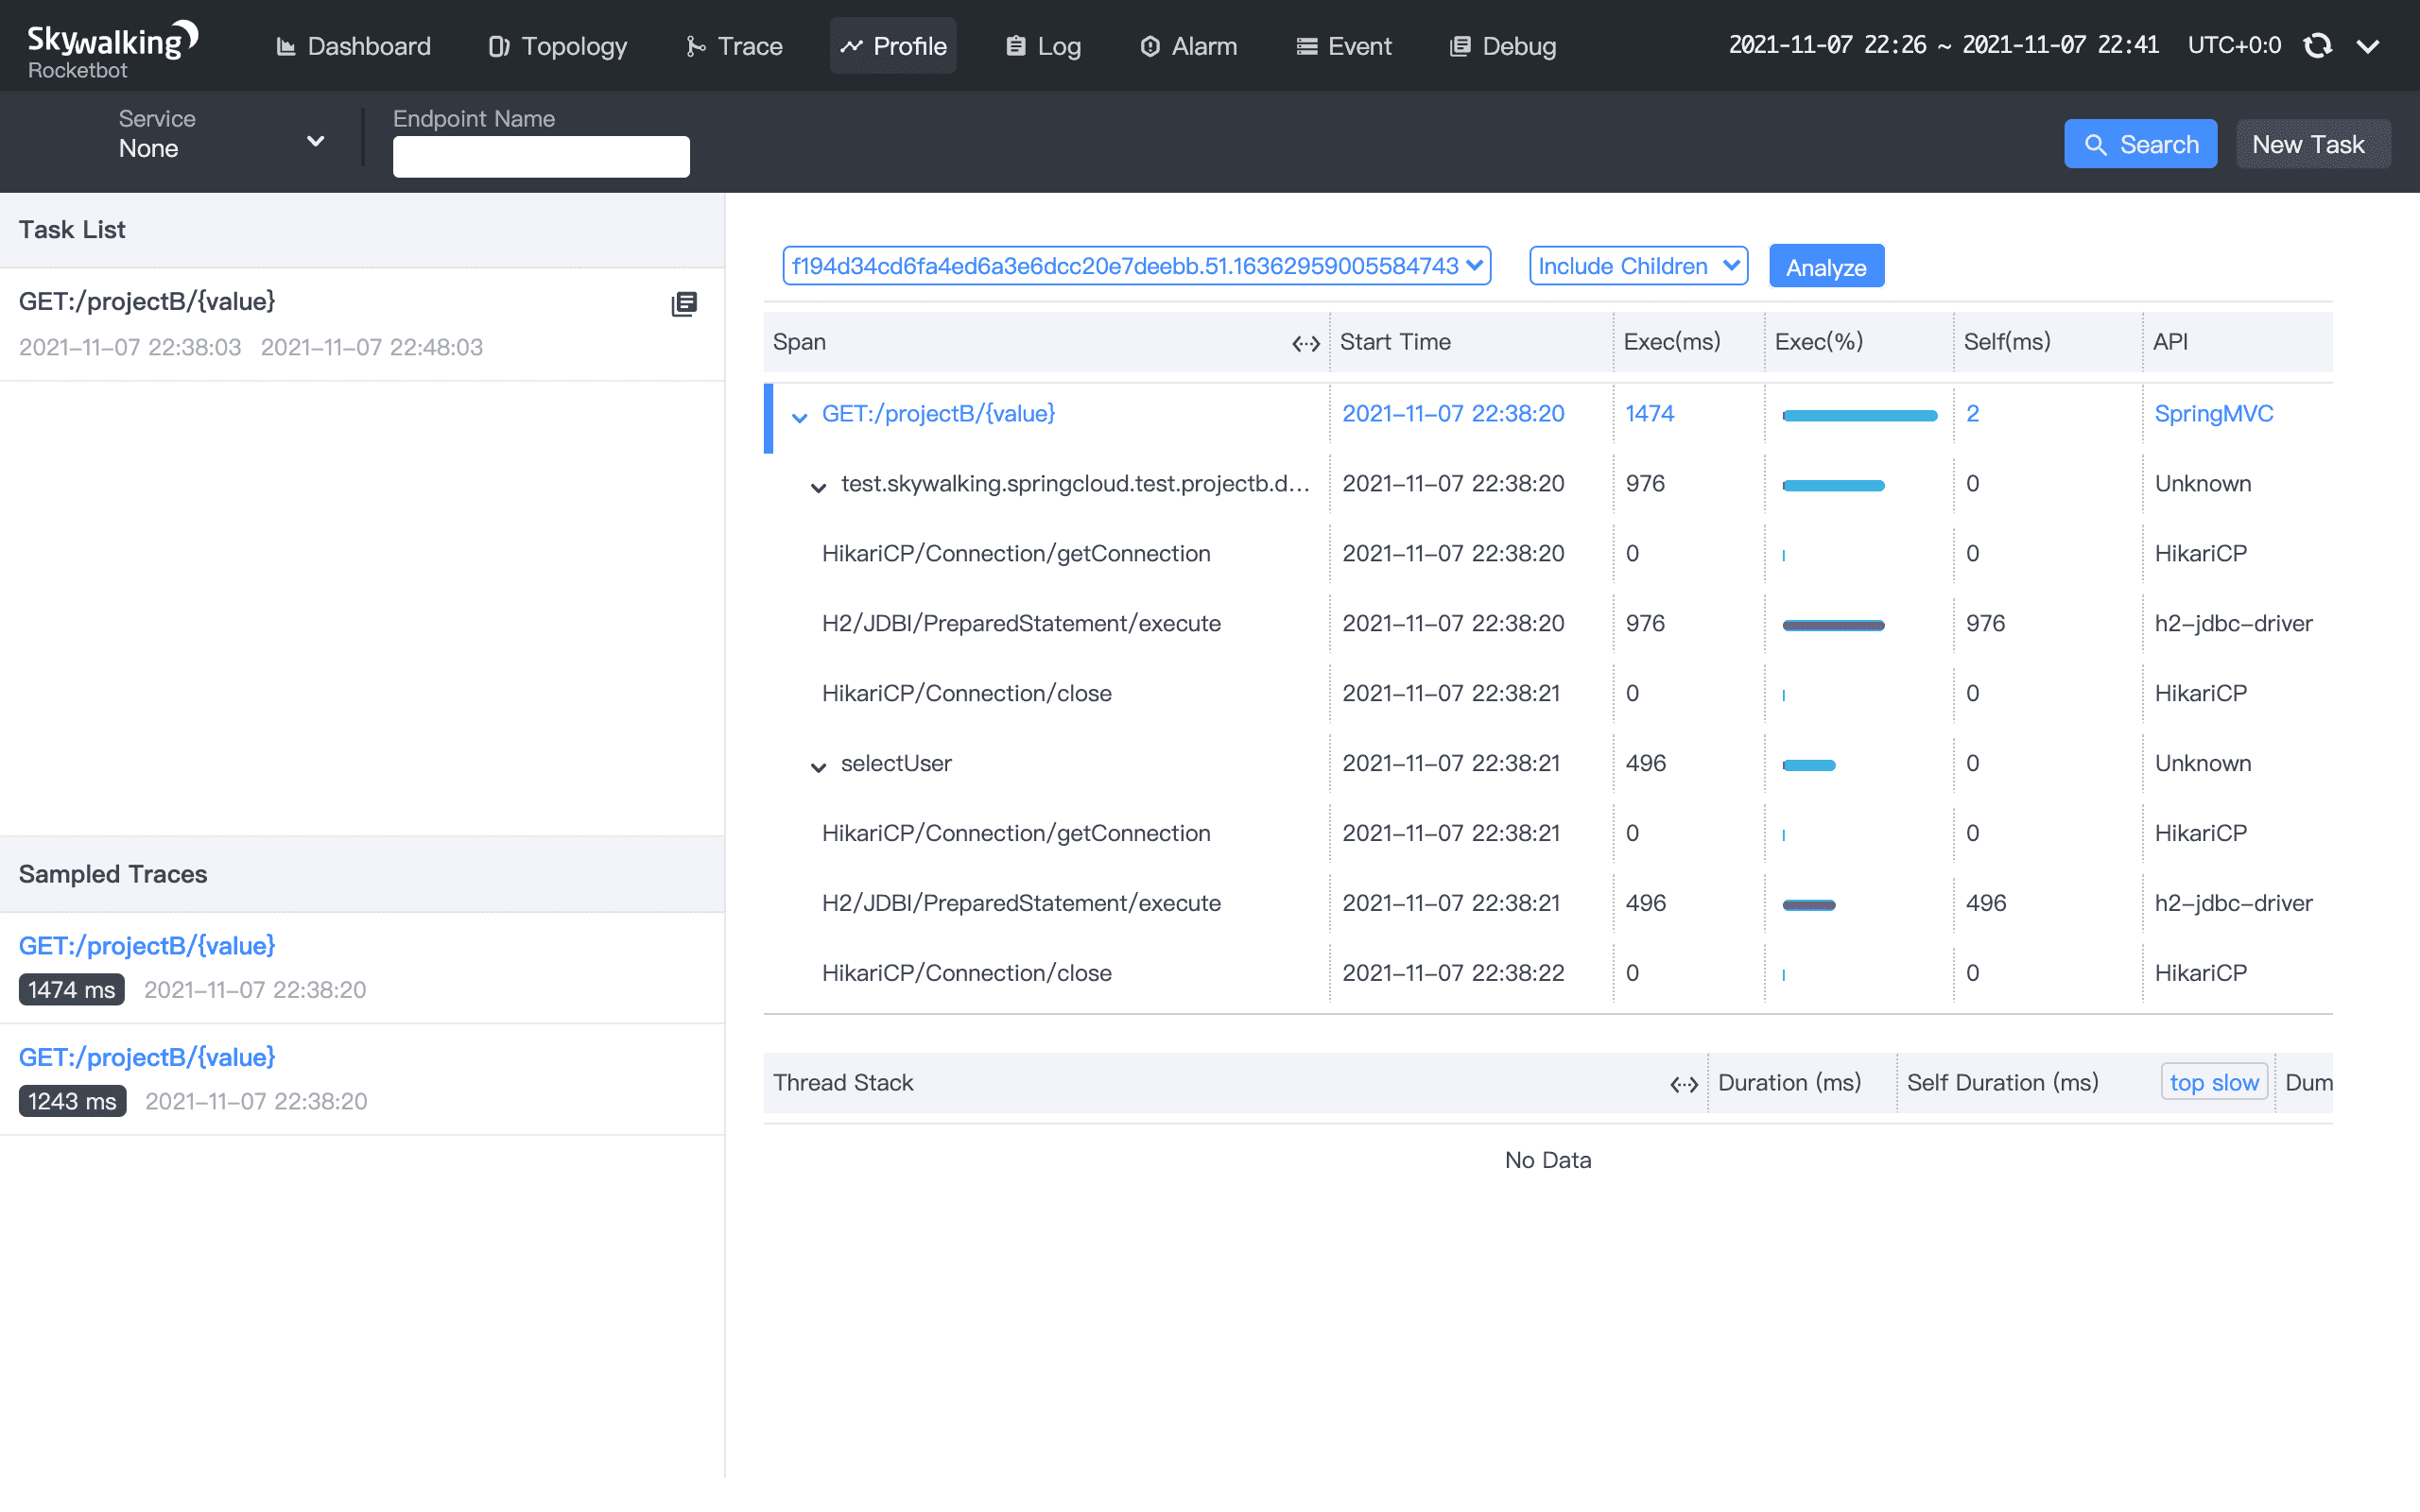 Skywalking
Rocketbot
Dashboard
Topology
Trace
Profile
Log
Alarm
Event
Debug
2021-11-07 22:26 ~ 2021-11-07 22:41 UTC+0:0
Service
None
Endpoint Name
Search
New Task
Task List
GET:/projectB/{value}
2021-11-07 22:38:03 2021-11-07 22:48:03
Sampled Traces
GET:/projectB/{value}
1474 ms 2021-11-07 22:38:20
GET:/projectB/{value}
1243 ms 2021-11-07 22:38:20
f194d34cd6fa4ed6a3e6dcc20e7deebb.51.16362959005584743
Include Children
Analyze
Span Start Time Exec(ms) Exec(%) Self(ms) API
GET:/projectB/{value} 2021-11-07 22:38:20 1474 2 SpringMVC
test.skywalking.springcloud.test.projectb.d... 2021-11-07 22:38:20 976 0 Unknown
HikariCP/Connection/getConnection 2021-11-07 22:38:20 0 0 HikariCP
H2/JDBI/PreparedStatement/execute 2021-11-07 22:38:20 976 976 h2-jdbc-driver
HikariCP/Connection/close 2021-11-07 22:38:21 0 0 HikariCP
selectUser 2021-11-07 22:38:21 496 0 Unknown
HikariCP/Connection/getConnection 2021-11-07 22:38:21 0 0 HikariCP
H2/JDBI/PreparedStatement/execute 2021-11-07 22:38:21 496 496 h2-jdbc-driver
HikariCP/Connection/close 2021-11-07 22:38:22 0 0 HikariCP
Thread Stack Duration (ms) Self Duration (ms) top slow Dum
No Data